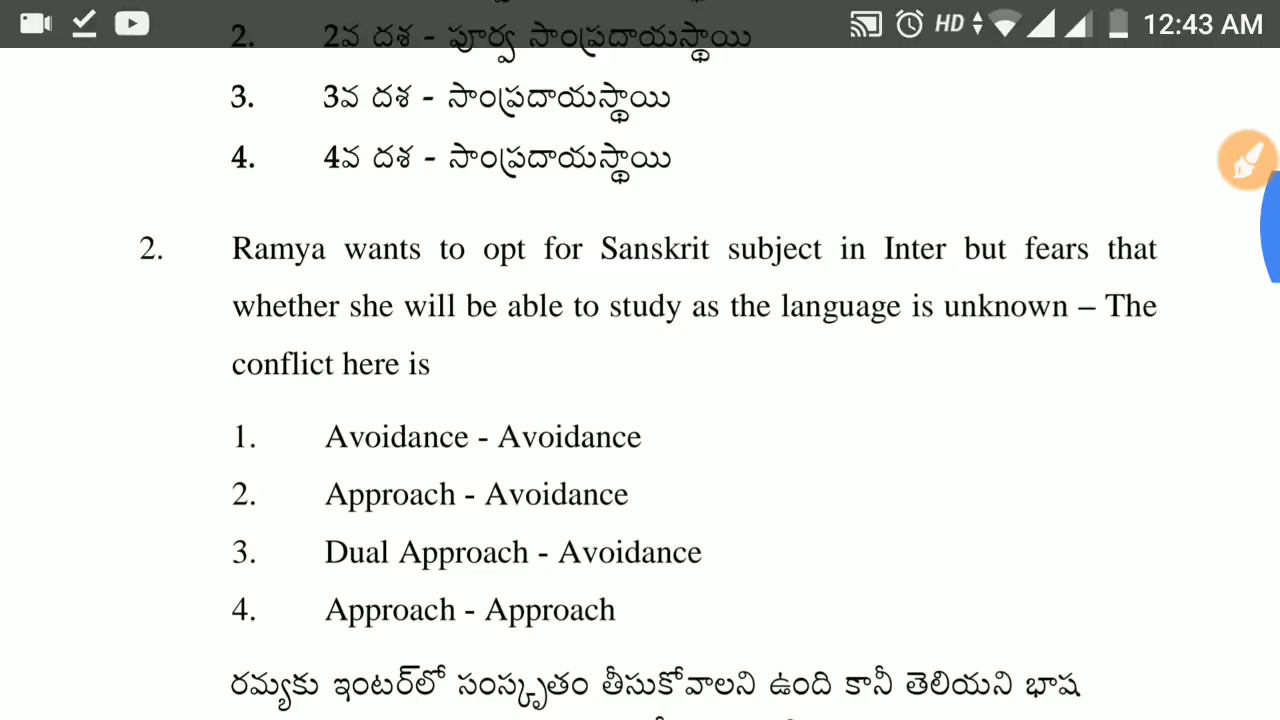 HD 12:43 AM
2. 2వ దశ - పూర్వ సాంప్రదాయస్థాయి
3. 3వ దశ - సాంప్రదాయస్థాయి
4. 4వ దశ - సాంప్రదాయస్థాయి
2. Ramya wants to opt for Sanskrit subject in Inter but fears that
whether she will be able to study as the language is unknown – The
conflict here is
1. Avoidance - Avoidance
2. Approach - Avoidance
3. Dual Approach - Avoidance
4. Approach - Approach
రమ్యకు ఇంటర్‌లో సంస్కృతం తీసుకోవాలని ఉంది కానీ తెలియని భాష